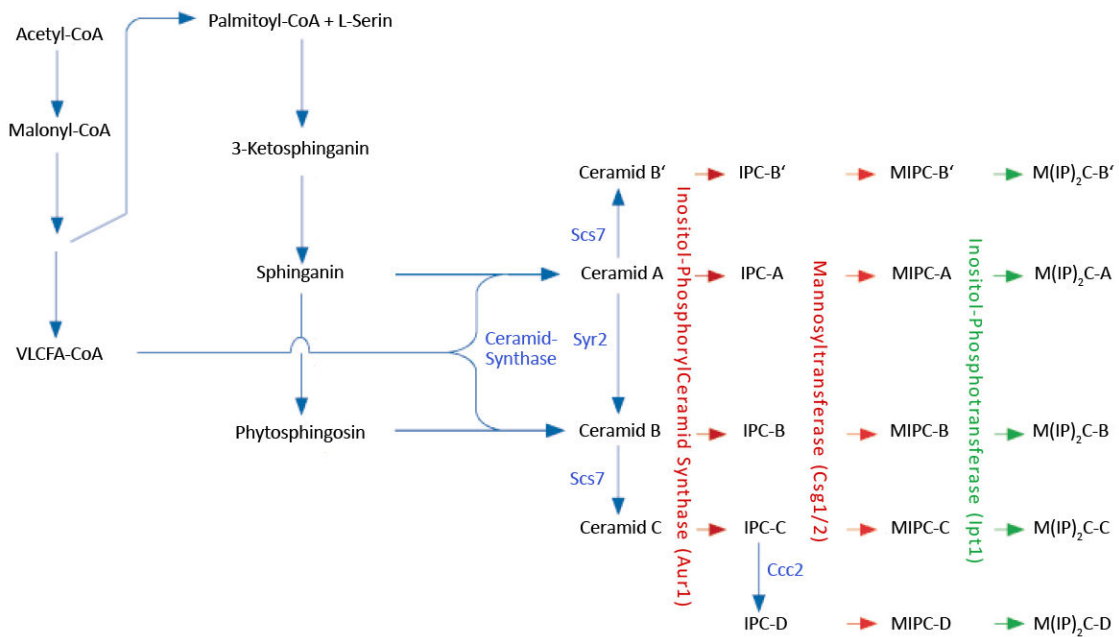 Palmitoyl-CoA + L-Serin
Acetyl-CoA
Malonyl-CoA
3-Ketosphinganin
Ceramid B‘
IPC-B‘
MIPC-B‘
M(IP)₂C-B‘
Scs7
Sphinganin
Ceramid A
IPC-A
MIPC-A
M(IP)₂C-A
VLCFA-CoA
Ceramid-
Synthase
Syr2
Phytosphingosin
Ceramid B
IPC-B
MIPC-B
M(IP)₂C-B
Scs7
Ceramid C
IPC-C
MIPC-C
M(IP)₂C-C
Ccc2
IPC-D
MIPC-D
M(IP)₂C-D
Inositol-PhosphorylCeramid Synthase (Aur1)
Mannosyltransferase (Csg1/2)
Inositol-Phosphotransferase (Ipt1)